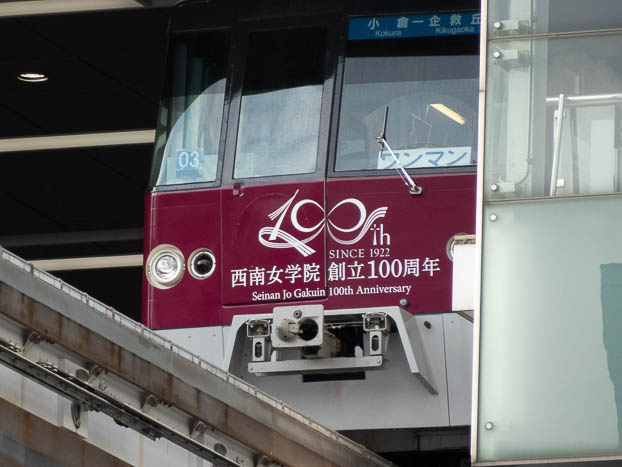 小倉ー企救丘
Kokura Kikugaoka
03
ワンマン
100th
SINCE 1922
西南女学院 創立100周年
Seinan Jo Gakuin 100th Anniversary